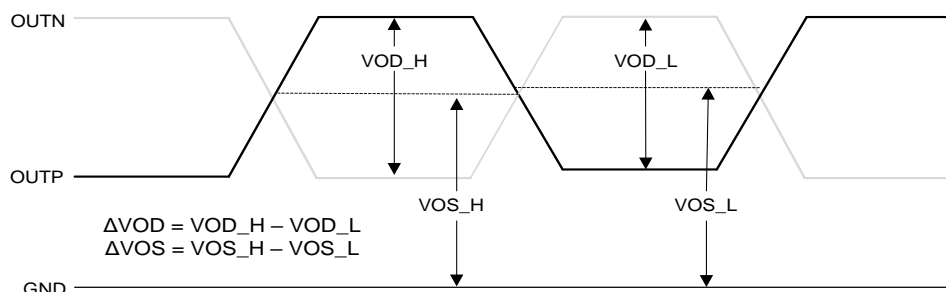 OUTN
VOD_H
VOD_L
OUTP
VOS_H
VOS_L
ΔVOD = VOD_H – VOD_L
ΔVOS = VOS_H – VOS_L
GND